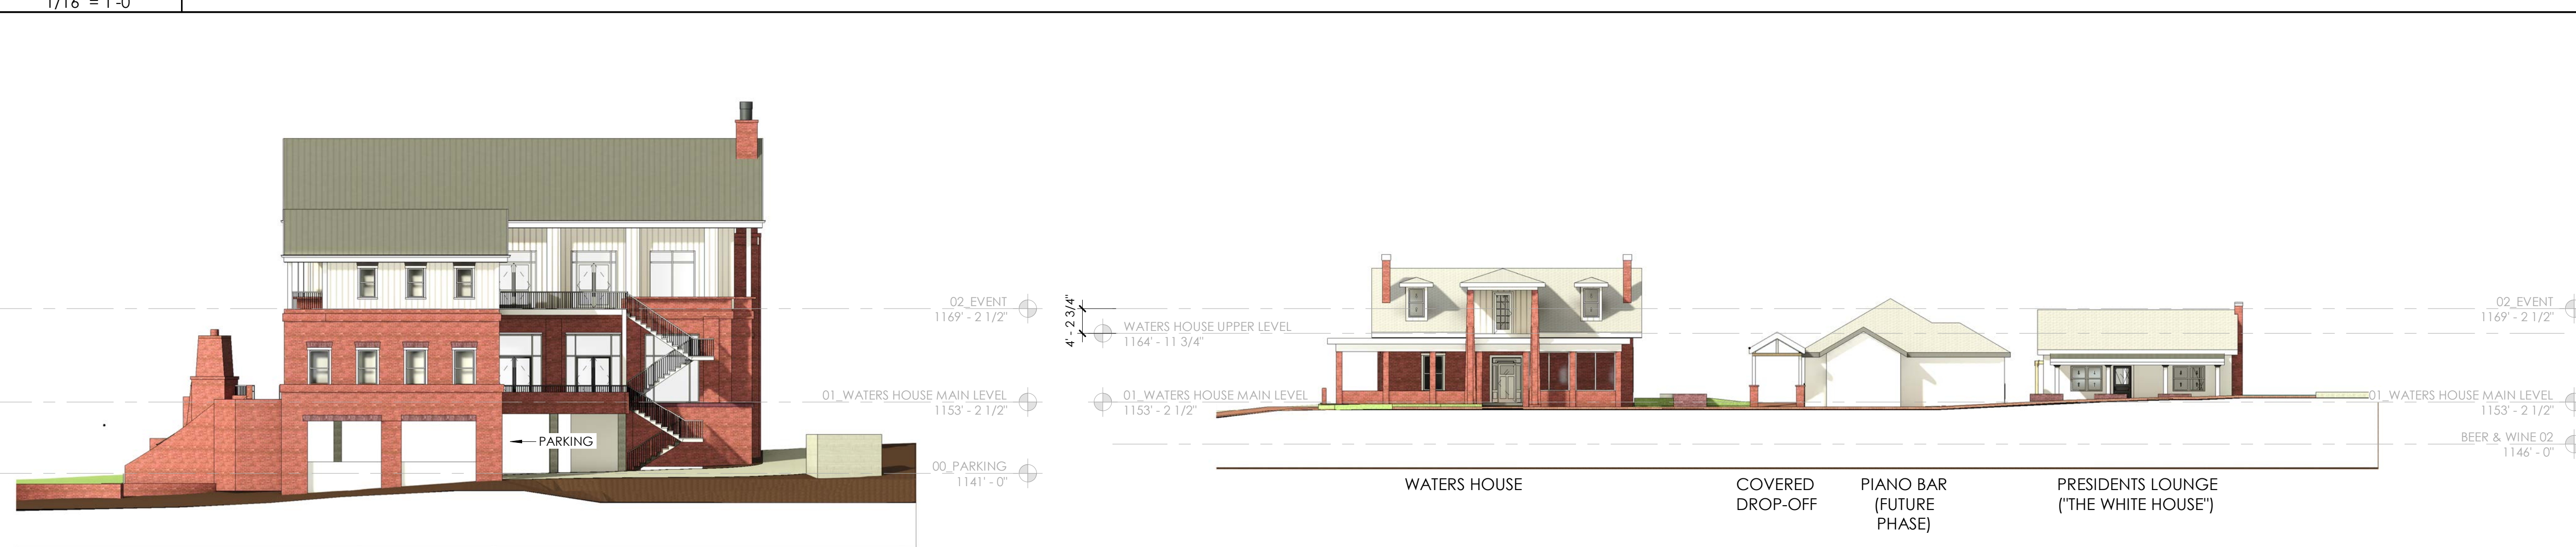 1/16" = 1'-0"
02_EVENT
1169' - 2 1/2"
01_WATERS HOUSE MAIN LEVEL
1153' - 2 1/2"
PARKING
00_PARKING
1141' - 0"
4' - 2 3/4"
WATERS HOUSE UPPER LEVEL
1164' - 11 3/4"
01_WATERS HOUSE MAIN LEVEL
1153' - 2 1/2"
02_EVENT
1169' - 2 1/2"
01_WATERS HOUSE MAIN LEVEL
1153' - 2 1/2"
BEER & WINE 02
1146' - 0"
WATERS HOUSE
COVERED
DROP-OFF
PIANO BAR
(FUTURE
PHASE)
PRESIDENTS LOUNGE
("THE WHITE HOUSE")